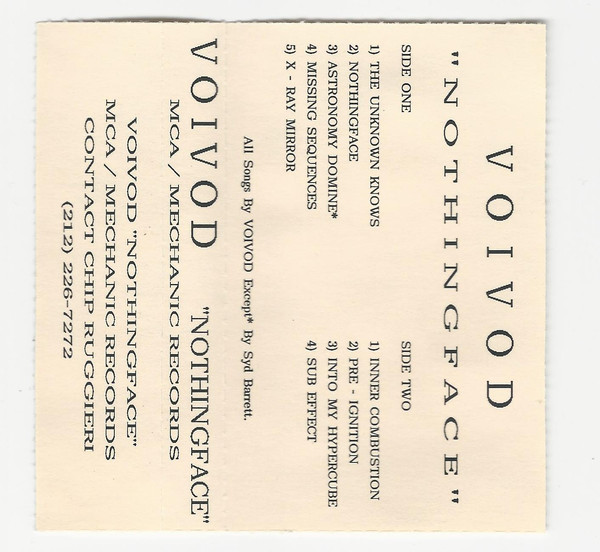 VOIVOD
"NOTHINGFACE"
SIDE ONE
1) THE UNKNOWN KNOWS
2) NOTHINGFACE
3) ASTRONOMY DOMINE*
4) MISSING SEQUENCES
5) X - RAY MIRROR
SIDE TWO
1) INNER COMBUSTION
2) PRE - IGNITION
3) INTO MY HYPERCUBE
4) SUB EFFECT
All Songs By VOIVOD Except* By Syd Barrett.
VOIVOD "NOTHINGFACE"
MCA / MECHANIC RECORDS
VOIVOD "NOTHINGFACE"
MCA / MECHANIC RECORDS
CONTACT CHIP RUGGIERI
(212) 226-7272